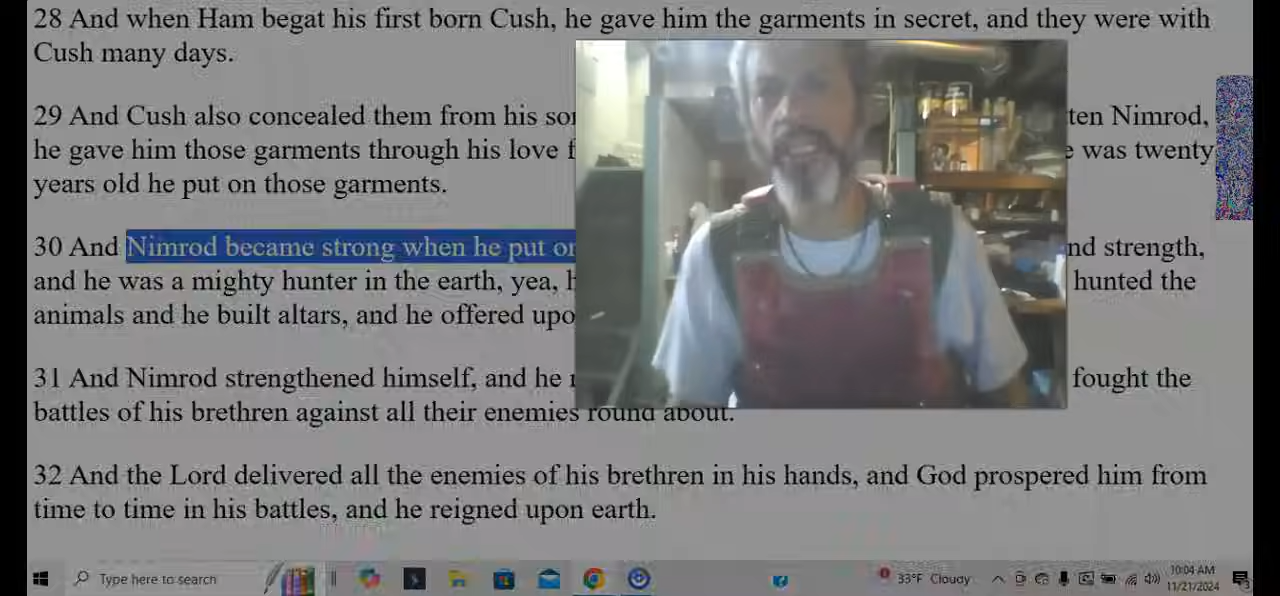 28 And when Ham begat his first born Cush, he gave him the garments in secret, and they were with
Cush many days.
29 And Cush also concealed them from his
ten Nimrod,
he gave him those garments through his love
was twenty
years old he put on those garments.
30 And Nimrod became strong when he put
strength,
and he was a mighty hunter in the earth, yea,
hunted the
animals and he built altars, and he offered
31 And Nimrod strengthened himself, and he
fought the
battles of his brethren against all their enemies round about.
32 And the Lord delivered all the enemies of his brethren in his hands, and God prospered him from
time to time in his battles, and he reigned upon earth.
Type here to search
33°F Cloudy
10:04 AM
11/21/2024